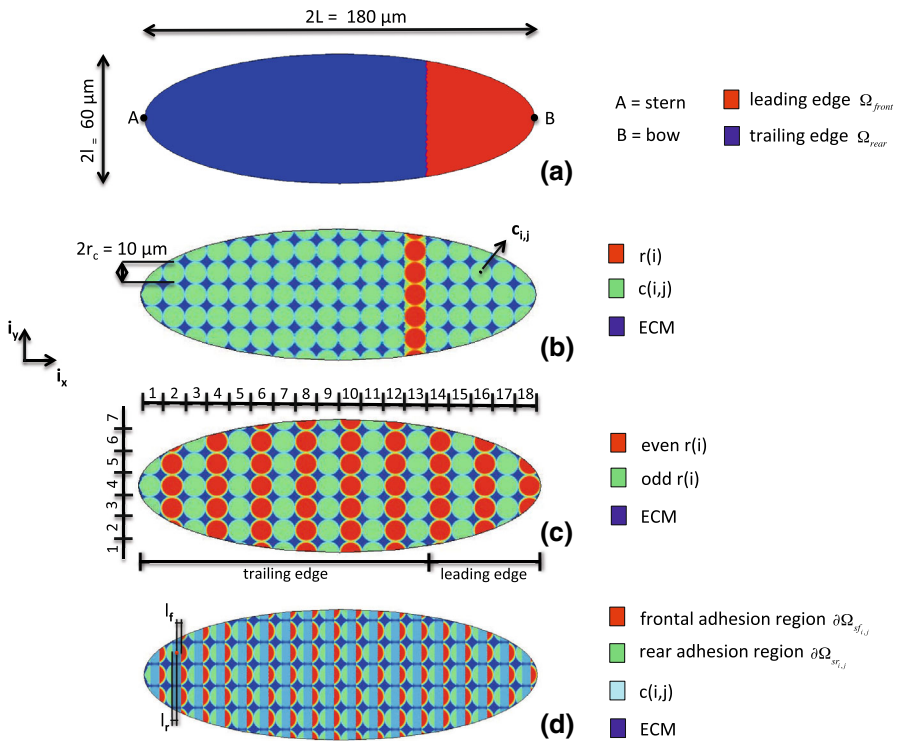 2L = 180 µm
2l = 60 µm
A
B
(a)
A = stern
B = bow
leading edge Ω_front
trailing edge Ω_rear
2r_c = 10 µm
c_i,j
(b)
r(i)
c(i,j)
ECM
i_y
i_x
1 2 3 4 5 6 7 8 9 10 11 12 13 14 15 16 17 18
7
6
5
4
3
2
1
(c)
even r(i)
odd r(i)
ECM
trailing edge
leading edge
l_f
l_r
(d)
frontal adhesion region ∂Ω_sf_i,j
rear adhesion region ∂Ω_sr_i,j
c(i,j)
ECM